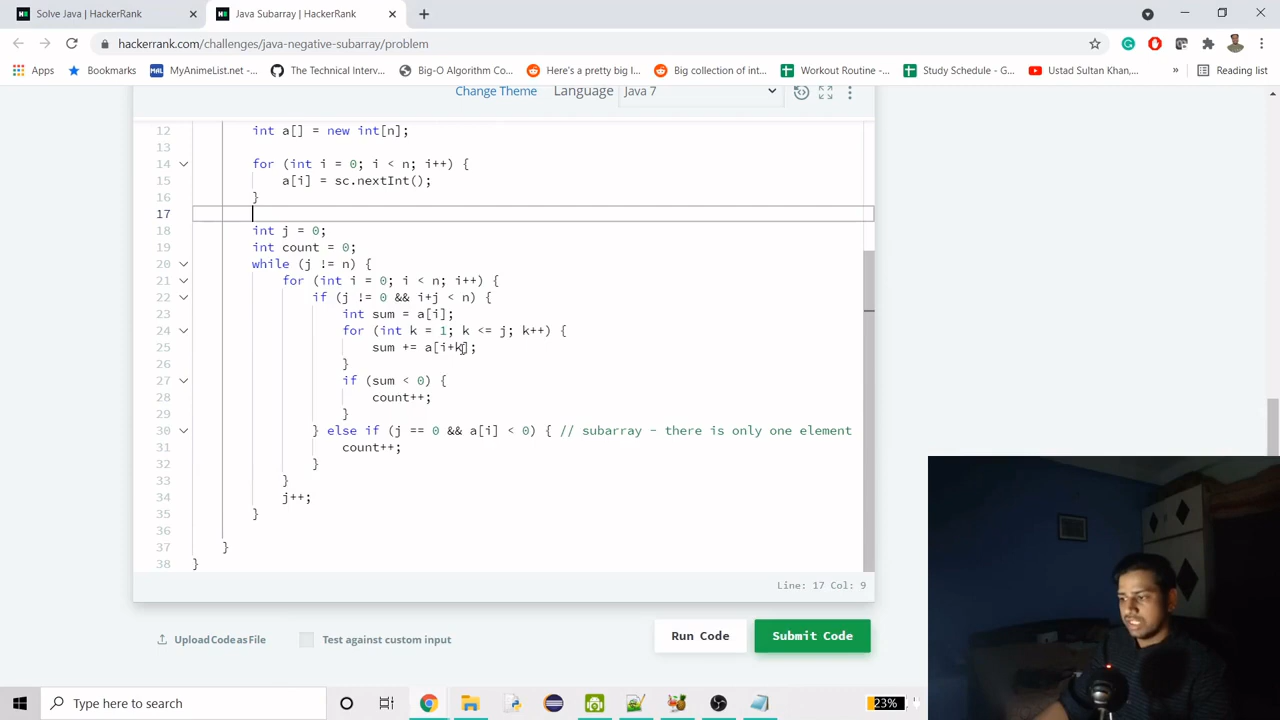 Solve Java | HackerRank
Java Subarray | HackerRank
hackerrank.com/challenges/java-negative-subarray/problem
Apps
Bookmarks
MyAnimeList.net -...
The Technical Interv...
Big-O Algorithm Co...
Here's a pretty big l...
Big collection of int...
Workout Routine -...
Study Schedule - G...
Ustad Sultan Khan,...
»
Reading list
Change Theme Language Java 7
12 int a[] = new int[n];
13
14 for (int i = 0; i < n; i++) {
15 a[i] = sc.nextInt();
16 }
17
18 int j = 0;
19 int count = 0;
20 while (j != n) {
21 for (int i = 0; i < n; i++) {
22 if (j != 0 && i+j < n) {
23 int sum = a[i];
24 for (int k = 1; k <= j; k++) {
25 sum += a[i+k];
26 }
27 if (sum < 0) {
28 count++;
29 }
30 } else if (j == 0 && a[i] < 0) { // subarray - there is only one element
31 count++;
32 }
33 }
34 j++;
35 }
36
37 }
38 }
Line: 17 Col: 9
Upload Code as File
Test against custom input
Run Code
Submit Code
Type here to search
23%